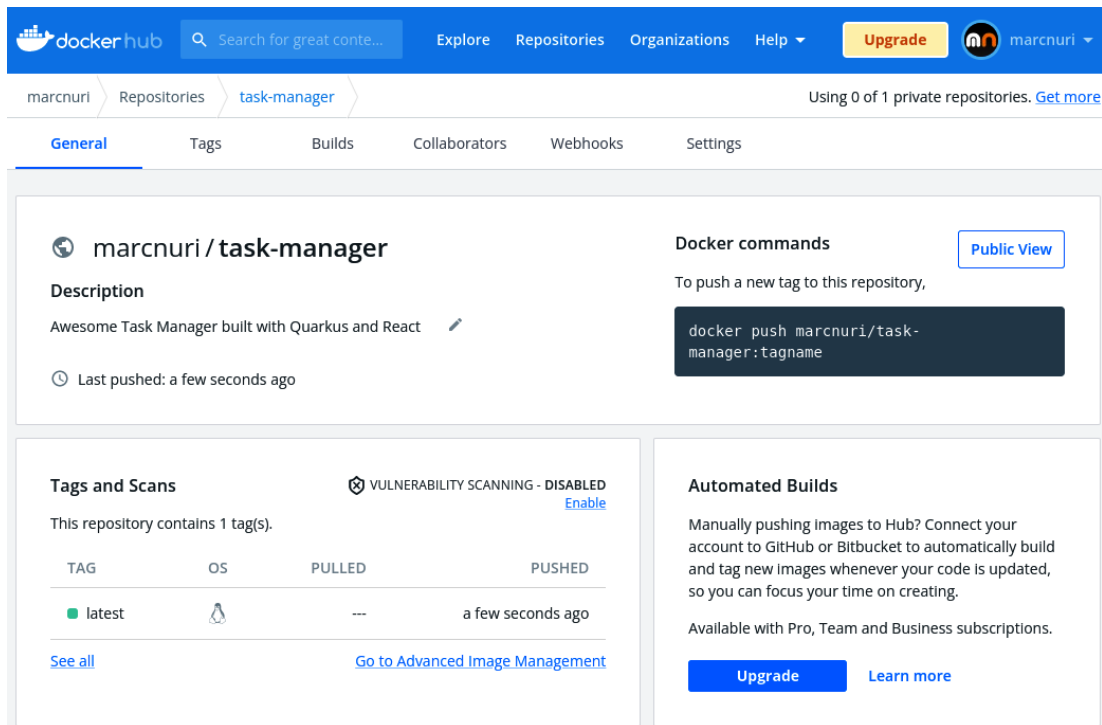 dockerhub Search for great conte... Explore Repositories Organizations Help Upgrade marcnuri
marcnuri Repositories task-manager Using 0 of 1 private repositories. Get more
General Tags Builds Collaborators Webhooks Settings
marcnuri / task-manager
Description
Awesome Task Manager built with Quarkus and React
Last pushed: a few seconds ago
Docker commands
Public View
To push a new tag to this repository,
docker push marcnuri/task-
manager:tagname
Tags and Scans
VULNERABILITY SCANNING - DISABLED
Enable
This repository contains 1 tag(s).
TAG OS PULLED PUSHED
latest --- a few seconds ago
See all Go to Advanced Image Management
Automated Builds
Manually pushing images to Hub? Connect your
account to GitHub or Bitbucket to automatically build
and tag new images whenever your code is updated,
so you can focus your time on creating.
Available with Pro, Team and Business subscriptions.
Upgrade Learn more